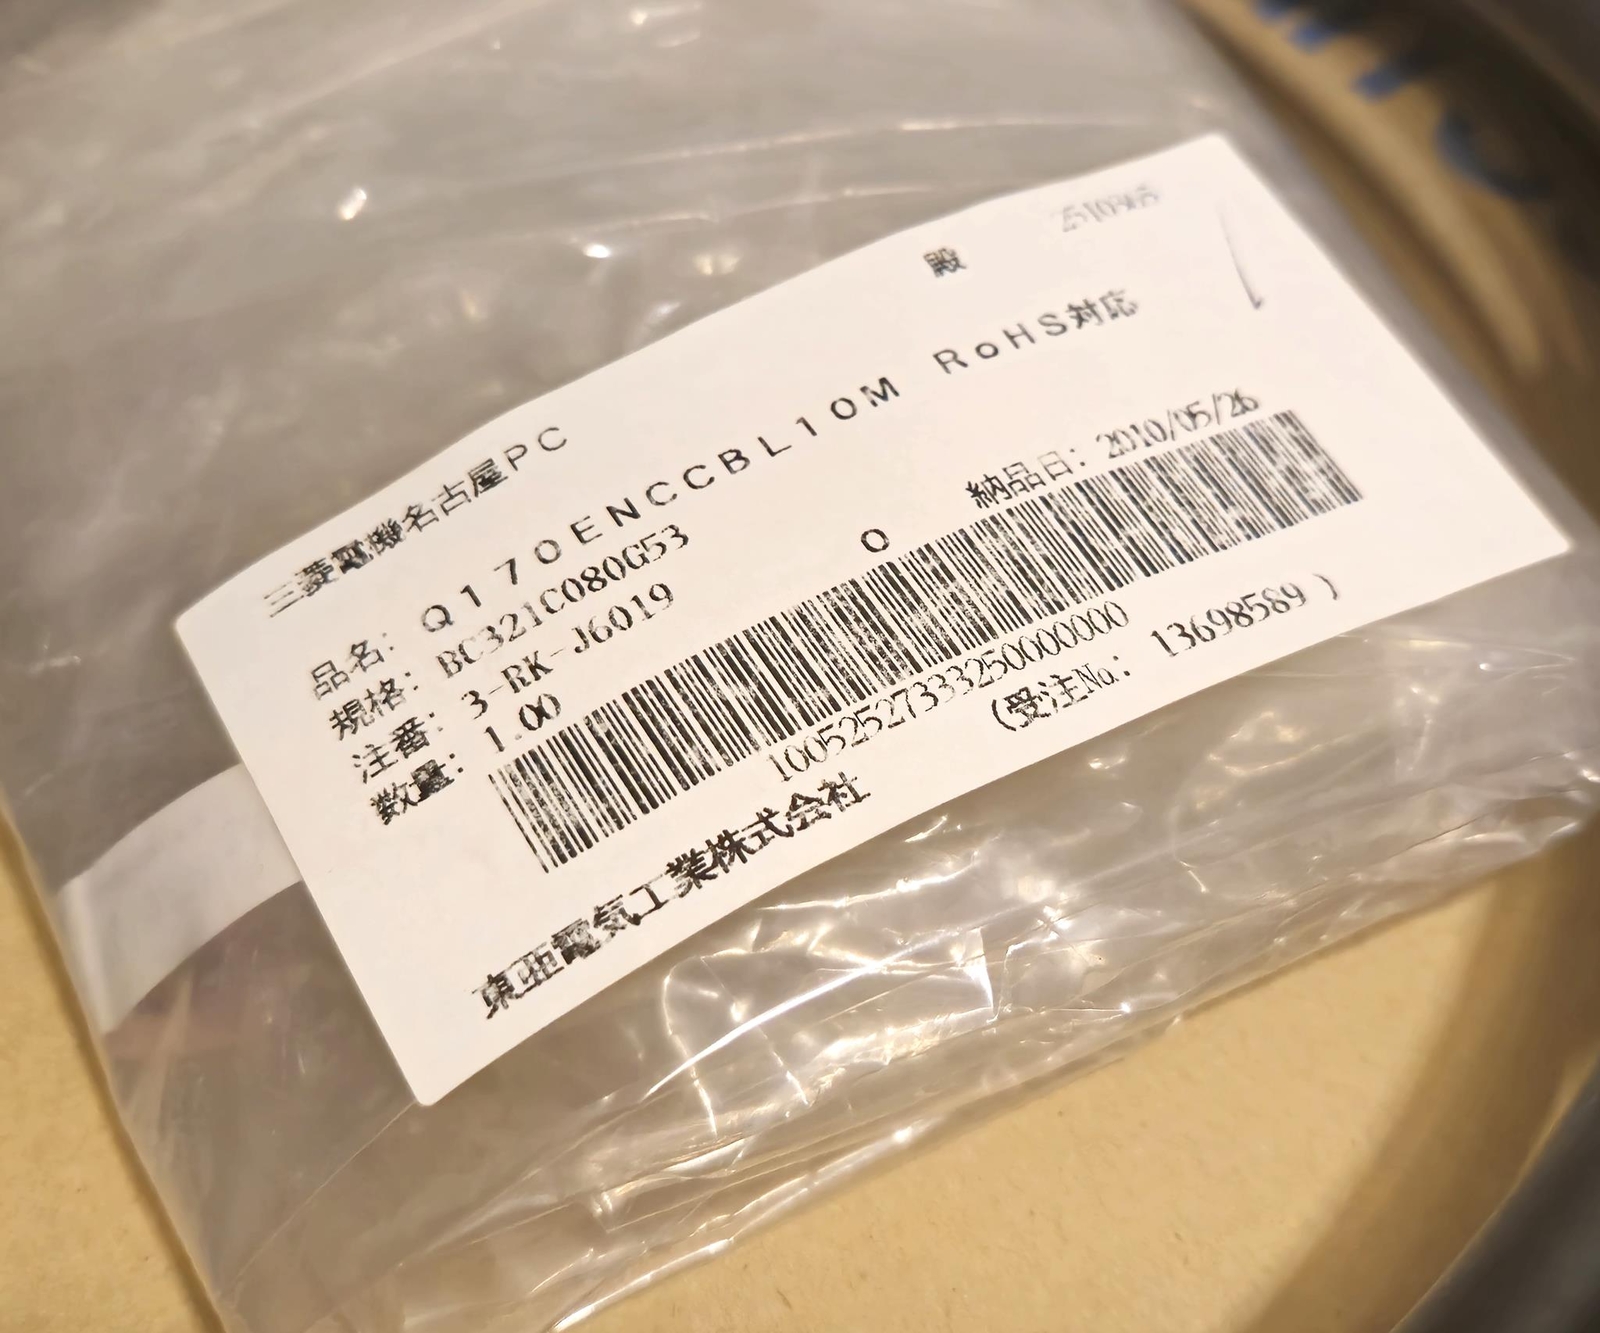 三菱電機名古屋PC 殿
品名: Q170ENCCBL10M RoHS対応
規格: BC321C080G53
注番: 3-RK-J6019
数量: 1.00 0 納品日: 2010/05/26
10052527333250000000
(受注No.: 13698589 )
東亜電気工業株式会社